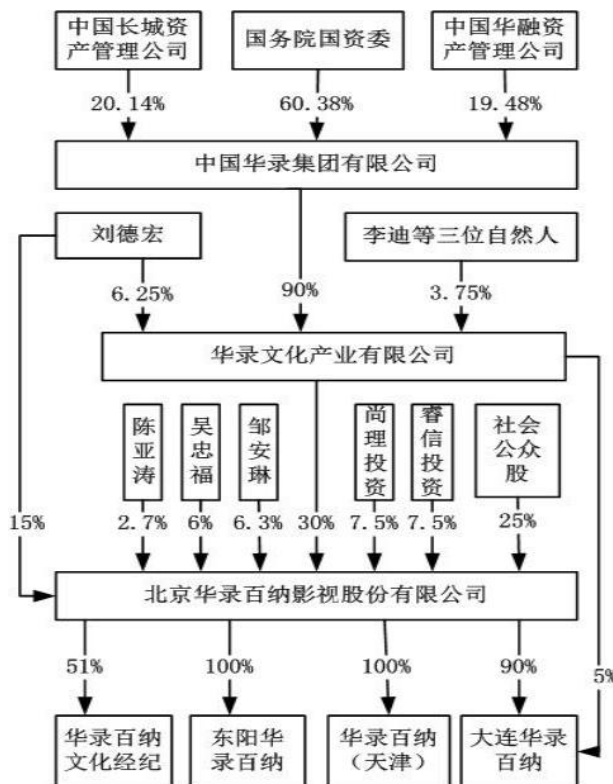 中国长城资
产管理公司
国务院国资委
中国华融资
产管理公司
20.14%
60.38%
19.48%
中国华录集团有限公司
刘德宏
李迪等三位自然人
6.25%
90%
3.75%
华录文化产业有限公司
陈亚涛
吴忠福
邹安琳
尚理投资
睿信投资
社会
公众
股
15%
2.7%
6%
6.3%
30%
7.5%
7.5%
25%
北京华录百纳影视股份有限公司
51%
100%
100%
90%
5%
华录百纳
文化经纪
东阳华
录百纳
华录百纳
（天津）
大连华录
百纳